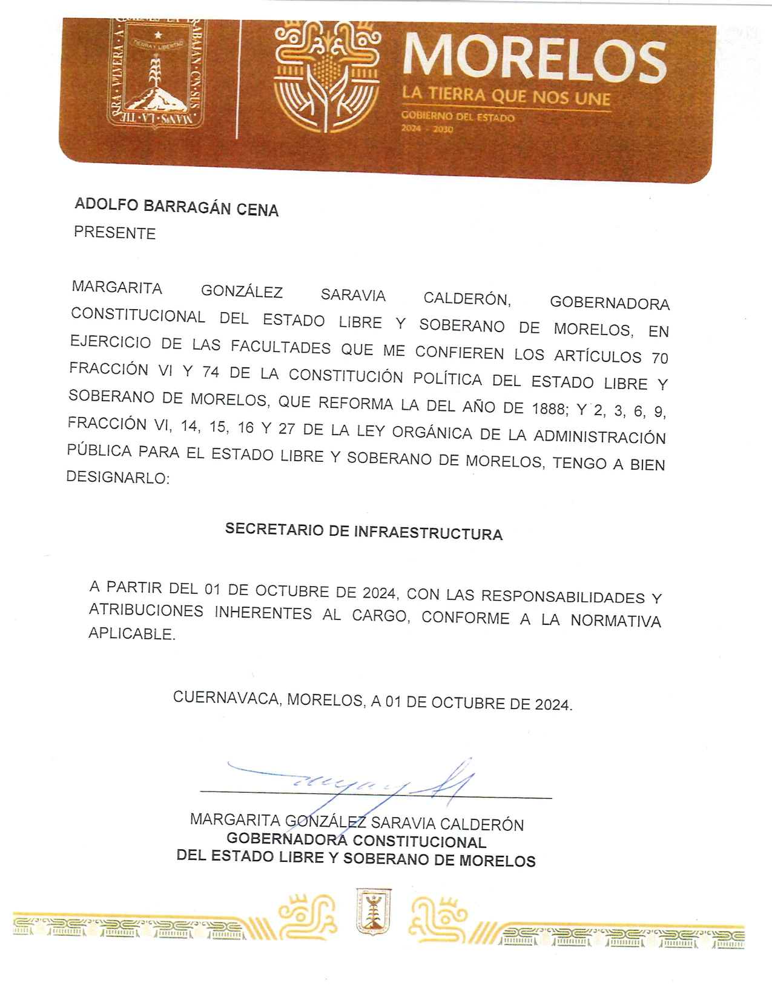 TIERRA Y LIBERTAD
MORELOS
LA TIERRA QUE NOS UNE
GOBIERNO DEL ESTADO
2024 - 2030
ADOLFO BARRAGÁN CENA
PRESENTE
MARGARITA GONZÁLEZ SARAVIA CALDERÓN, GOBERNADORA
CONSTITUCIONAL DEL ESTADO LIBRE Y SOBERANO DE MORELOS, EN
EJERCICIO DE LAS FACULTADES QUE ME CONFIEREN LOS ARTÍCULOS 70
FRACCIÓN VI Y 74 DE LA CONSTITUCIÓN POLÍTICA DEL ESTADO LIBRE Y
SOBERANO DE MORELOS, QUE REFORMA LA DEL AÑO DE 1888; Y 2, 3, 6, 9,
FRACCIÓN VI, 14, 15, 16 Y 27 DE LA LEY ORGÁNICA DE LA ADMINISTRACIÓN
PÚBLICA PARA EL ESTADO LIBRE Y SOBERANO DE MORELOS, TENGO A BIEN
DESIGNARLO:
SECRETARIO DE INFRAESTRUCTURA
A PARTIR DEL 01 DE OCTUBRE DE 2024, CON LAS RESPONSABILIDADES Y
ATRIBUCIONES INHERENTES AL CARGO, CONFORME A LA NORMATIVA
APLICABLE.
CUERNAVACA, MORELOS, A 01 DE OCTUBRE DE 2024.
MARGARITA GONZÁLEZ SARAVIA CALDERÓN
GOBERNADORA CONSTITUCIONAL
DEL ESTADO LIBRE Y SOBERANO DE MORELOS